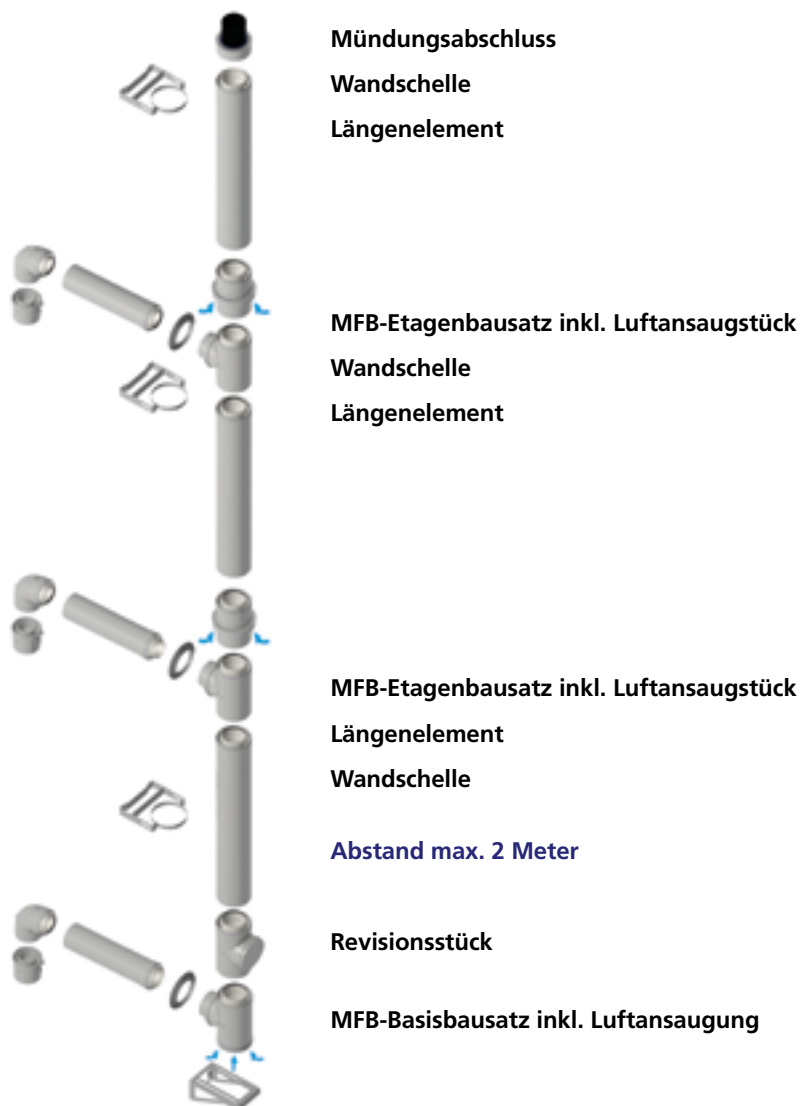 Mündungsabschluss
Wandschelle
Längenelement
MFB-Etagenbausatz inkl. Luftansaugstück
Wandschelle
Längenelement
MFB-Etagenbausatz inkl. Luftansaugstück
Längenelement
Wandschelle
Abstand max. 2 Meter
Revisionsstück
MFB-Basisbausatz inkl. Luftansaugung